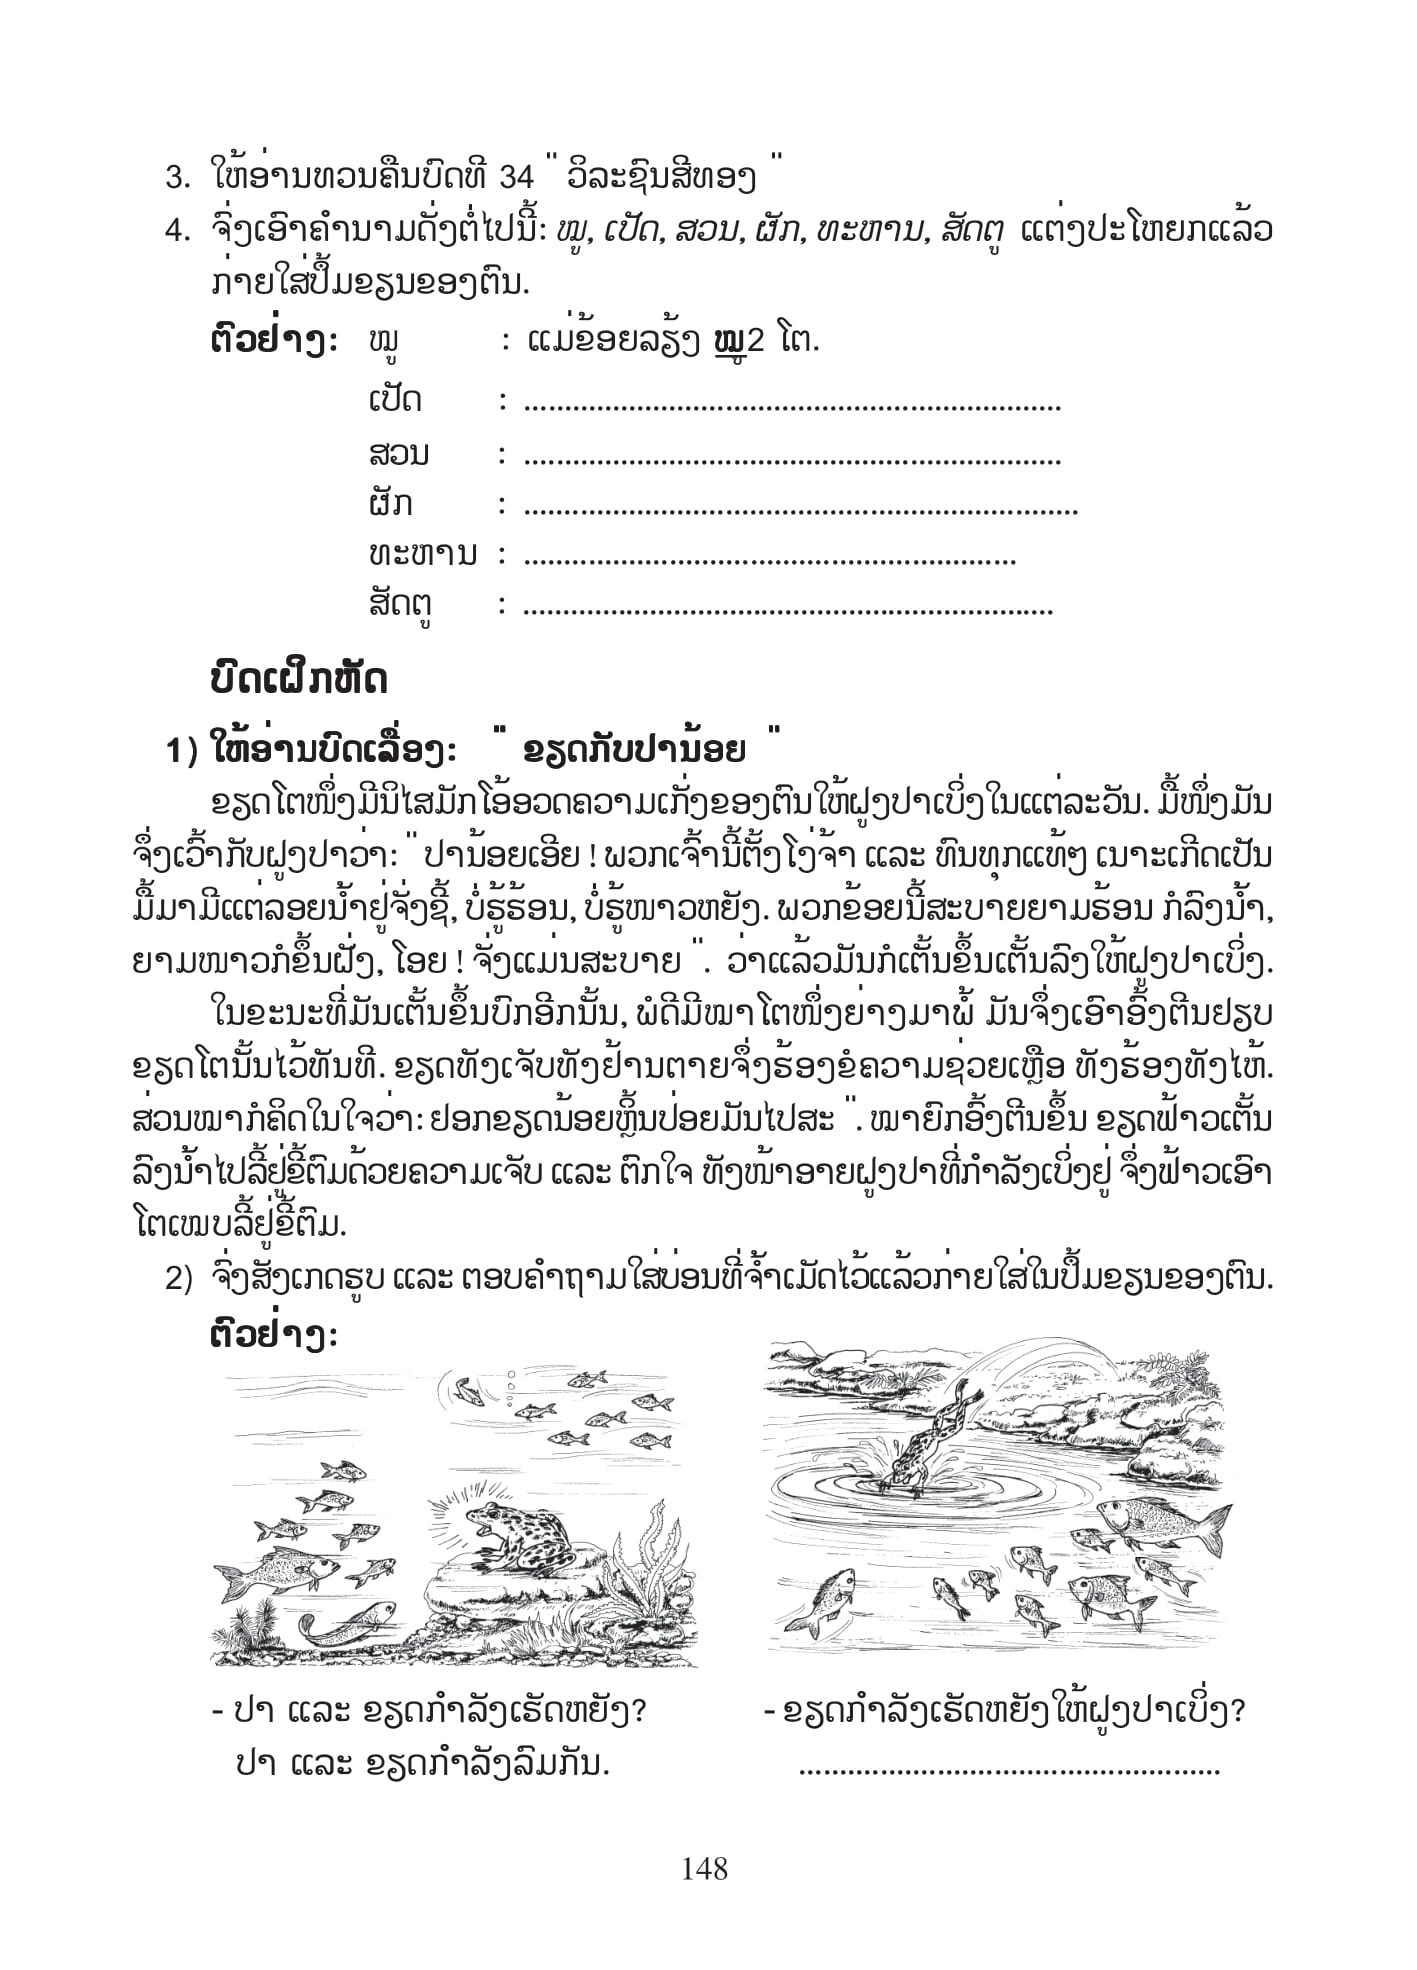 3. ໃຫ້ອ່ານທວນຄືນບົດທີ 34 " ວິລະຊົນສີທອງ "
4. ຈົ່ງເອົາຄຳນາມດັ່ງຕໍ່ໄປນີ້: ໝູ, ເປັດ, ສວນ, ຜັກ, ທະຫານ, ສັດຕູ ແຕ່ງປະໂຫຍກແລ້ວ
ກ່າຍໃສ່ປຶ້ມຂຽນຂອງຕົນ.
ຕົວຢ່າງ: ໝູ : ແມ່ຂ້ອຍລຽ້ງ ໝູ2 ໂຕ.
ເປັດ : ..................................................................
ສວນ : ..................................................................
ຜັກ : ....................................................................
ທະຫານ : ............................................................
ສັດຕູ : .................................................................
ບົດເຝິກຫັດ
1) ໃຫ້ອ່ານບົດເລື່ອງ: " ຂຽດກັບປານ້ອຍ "
ຂຽດໂຕໜຶ່ງມີນິໄສມັກໂອ້ອວດຄວາມເກັ່ງຂອງຕົນໃຫ້ຝູງປາເບິ່ງໃນແຕ່ລະວັນ. ມື້ໜຶ່ງມັນ
ຈຶ່ງເວົ້າກັບຝູງປາວ່າ: " ປານ້ອຍເອີຍ ! ພວກເຈົ້ານີ້ຕັ້ງໂງ່ຈ້າ ແລະ ທົນທຸກແທ້ໆ ເນາະເກີດເປັນ
ມື້ມາມີແຕ່ລອຍນ້ຳຢູ່ຈັ່ງຊີ້, ບໍ່ຮູ້ຮ້ອນ, ບໍ່ຮູ້ໜາວຫຍັງ. ພວກຂ້ອຍນີ້ສະບາຍຍາມຮ້ອນ ກໍລົງນ້ຳ,
ຍາມໜາວກໍຂຶ້ນຝັ່ງ, ໂອຍ ! ຈັ່ງແມ່ນສະບາຍ ". ວ່າແລ້ວມັນກໍເຕັ້ນຂຶ້ນເຕັ້ນລົງໃຫ້ຝູງປາເບິ່ງ.
ໃນຂະນະທີ່ມັນເຕັ້ນຂຶ້ນບົກອີກນັ້ນ, ພໍດີມີໝາໂຕໜຶ່ງຍ່າງມາພໍ້ ມັນຈຶ່ງເອົາອົ້ງຕີນຢຽບ
ຂຽດໂຕນັ້ນໄວ້ທັນທີ. ຂຽດທັງເຈັບທັງຢ້ານຕາຍຈຶ່ງຮ້ອງຂໍຄວາມຊ່ວຍເຫຼືອ ທັງຮ້ອງທັງໄຫ້.
ສ່ວນໝາກໍຄິດໃນໃຈວ່າ: ຢອກຂຽດນ້ອຍຫຼິ້ນປ່ອຍມັນໄປສະ ". ໝາຍົກອົ້ງຕີນຂຶ້ນ ຂຽດຟ້າວເຕັ້ນ
ລົງນ້ຳໄປລີ້ຢູ່ຂີ້ຕົມດ້ວຍຄວາມເຈັບ ແລະ ຕົກໃຈ ທັງໜ້າອາຍຝູງປາທີ່ກຳລັງເບິ່ງຢູ່ ຈຶ່ງຟ້າວເອົາ
ໂຕແໝບລີ້ຢູ່ຂີ້ຕົມ.
2) ຈົ່ງສັງເກດຮູບ ແລະ ຕອບຄຳຖາມໃສ່ບ່ອນທີ່ຈ້ຳເມັດໄວ້ແລ້ວກ່າຍໃສ່ໃນປຶ້ມຂຽນຂອງຕົນ.
ຕົວຢ່າງ:
- ປາ ແລະ ຂຽດກຳລັງເຮັດຫຍັງ?
ປາ ແລະ ຂຽດກຳລັງລົມກັນ.
- ຂຽດກຳລັງເຮັດຫຍັງໃຫ້ຝູງປາເບິ່ງ?
....................................................
148